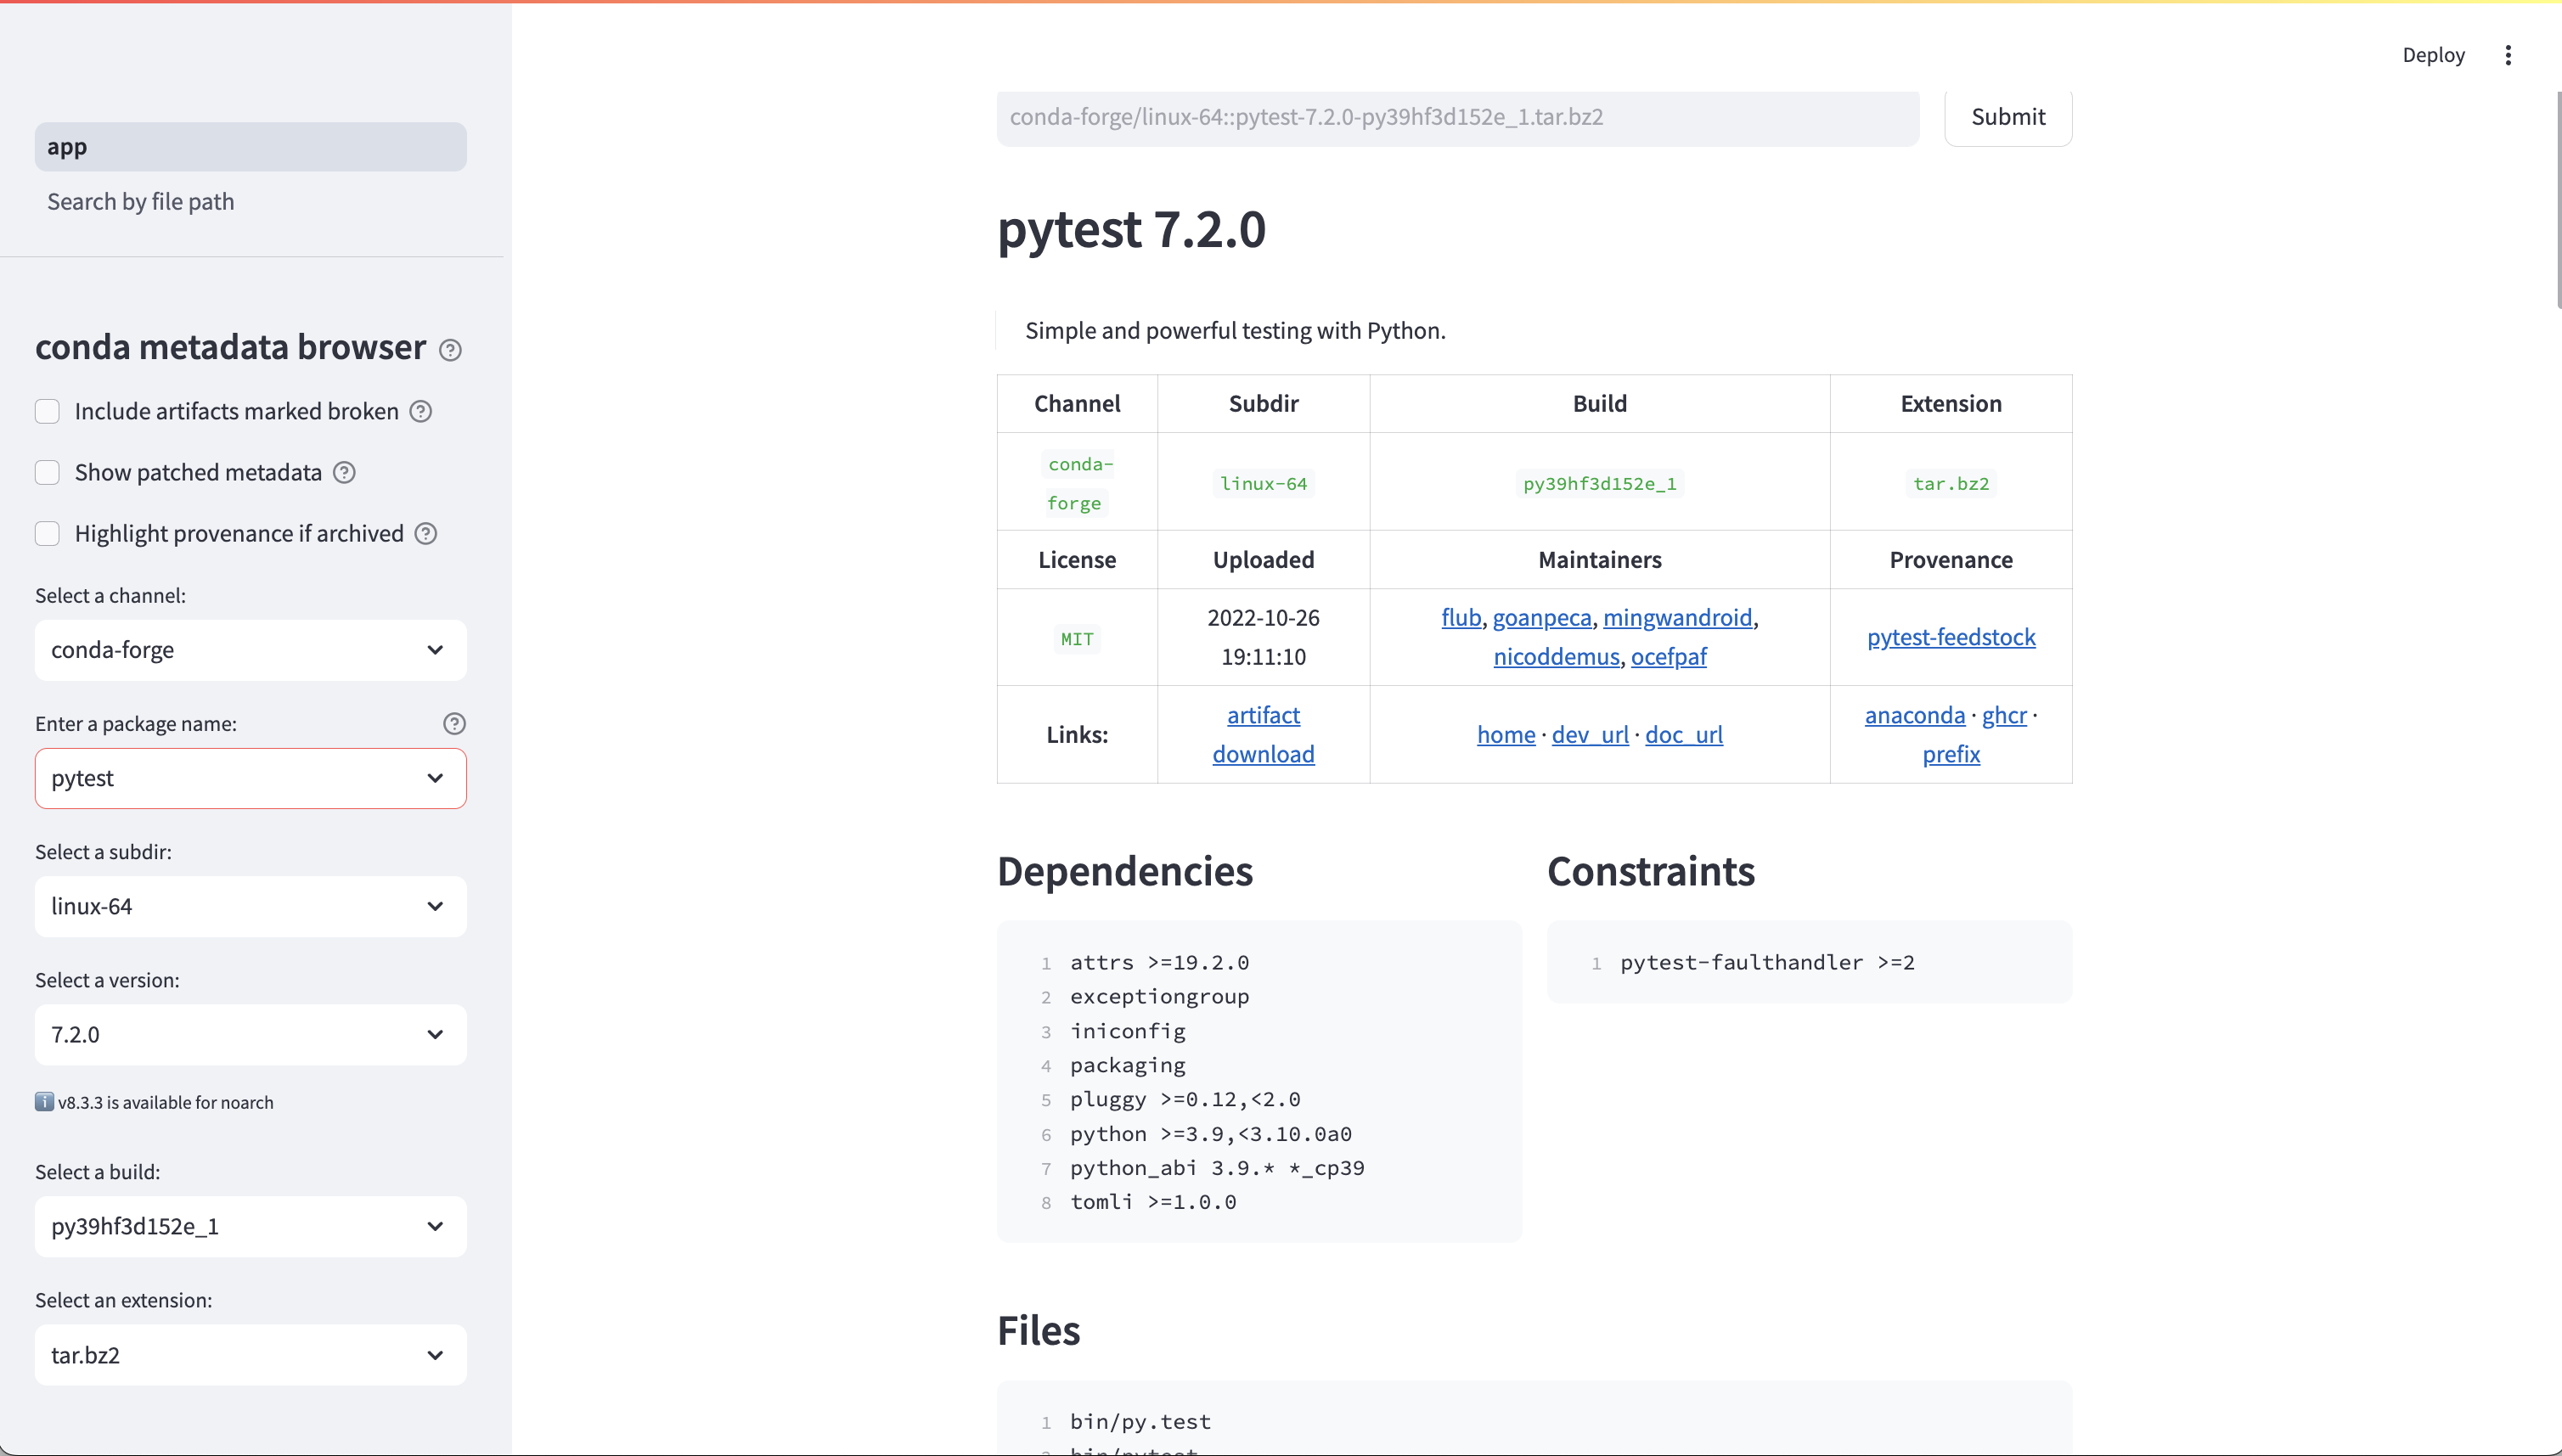 Deploy
app
Search by file path
conda metadata browser
Include artifacts marked broken
Show patched metadata
Highlight provenance if archived
Select a channel:
conda-forge
Enter a package name:
pytest
Select a subdir:
linux-64
Select a version:
7.2.0
v8.3.3 is available for noarch
Select a build:
py39hf3d152e_1
Select an extension:
tar.bz2
conda-forge/linux-64::pytest-7.2.0-py39hf3d152e_1.tar.bz2
Submit
pytest 7.2.0
Simple and powerful testing with Python.
Channel Subdir Build Extension
conda-
forge linux-64 py39hf3d152e_1 tar.bz2
License Uploaded Maintainers Provenance
MIT 2022-10-26
19:11:10 flub, goanpeca, mingwandroid,
nicoddemus, ocefpaf pytest-feedstock
Links: artifact
download home · dev_url · doc_url anaconda · ghcr ·
prefix
Dependencies
1 attrs >=19.2.0
2 exceptiongroup
3 iniconfig
4 packaging
5 pluggy >=0.12,<2.0
6 python >=3.9,<3.10.0a0
7 python_abi 3.9.* *_cp39
8 tomli >=1.0.0
Constraints
1 pytest-faulthandler >=2
Files
1 bin/py.test
2 bin/pytest